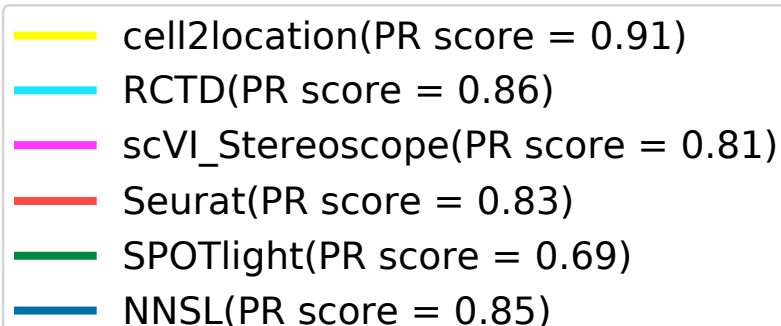 cell2location(PR score = 0.91)
RCTD(PR score = 0.86)
scVI_Stereoscope(PR score = 0.81)
Seurat(PR score = 0.83)
SPOTlight(PR score = 0.69)
NNSL(PR score = 0.85)